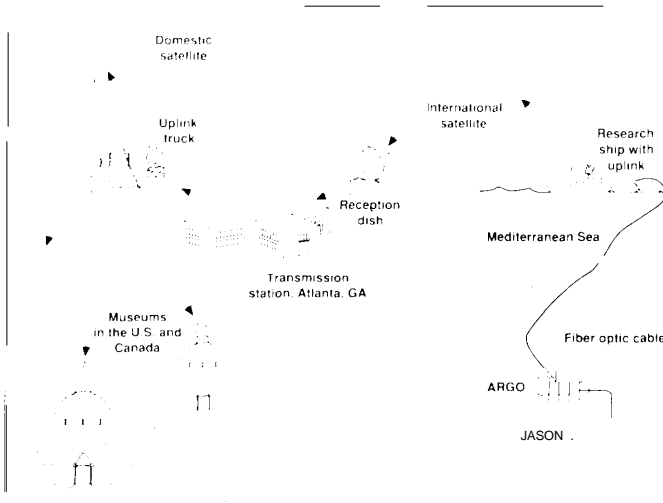 Domestic
satellite
Uplink
truck
International
satellite
Research
ship with
uplink
Reception
dish
Mediterranean Sea
Transmission
station, Atlanta, GA
Museums
in the U.S. and
Canada
Fiber optic cable
ARGO
JASON .